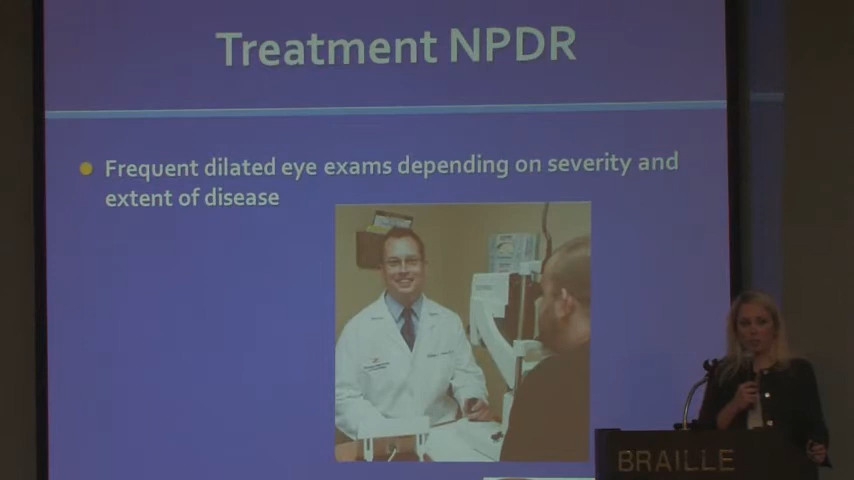 Treatment NPDR
Frequent dilated eye exams depending on severity and
extent of disease
BRAILLE